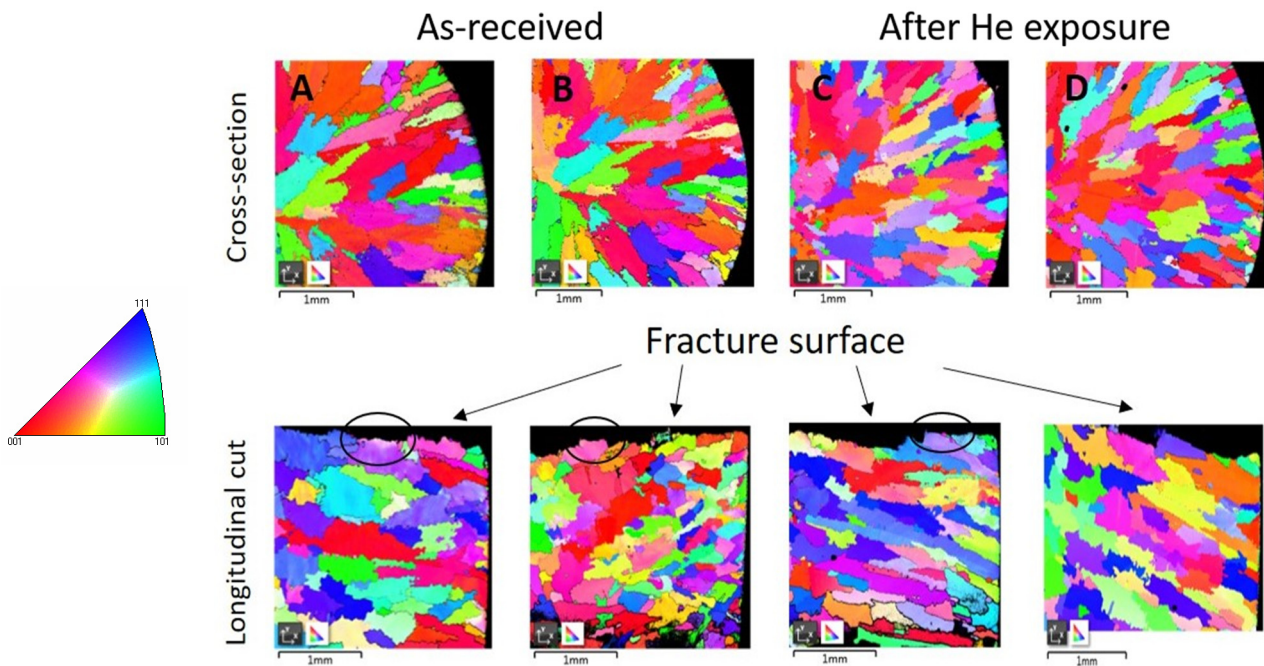 As-received
After He exposure
Cross-section
A
B
C
D
Y
X
Y
X
Y
X
Y
X
1mm
1mm
1mm
1mm
111
001
101
Fracture surface
Longitudinal cut
Y
X
Y
X
Y
X
Y
X
1mm
1mm
1mm
1mm